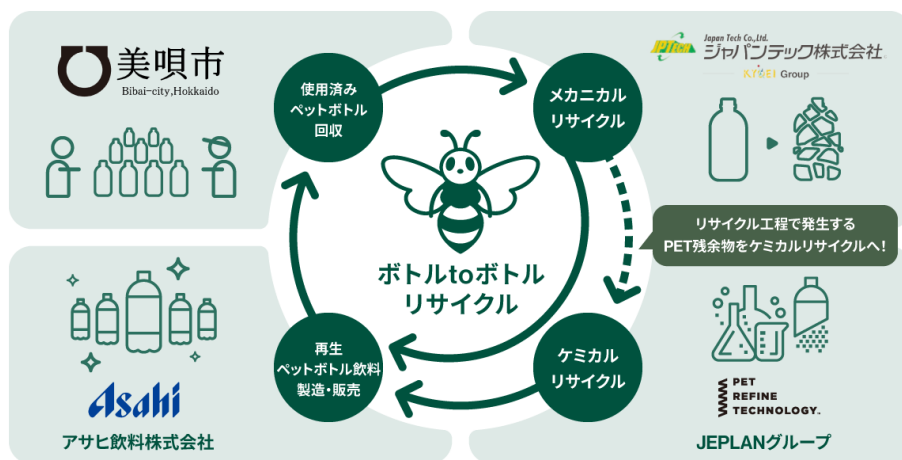 美唄市
Bibai-city,Hokkaido
使用済み
ペットボトル
回収
メカニカル
リサイクル
JPTech
Japan Tech Co.,Ltd.
ジャパンテック株式会社
KYOEI Group
リサイクル工程で発生する
PET残余物をケミカルリサイクルへ!
ボトルtoボトル
リサイクル
Asahi
アサヒ飲料株式会社
再生
ペットボトル飲料
製造・販売
ケミカル
リサイクル
PET
REFINE
TECHNOLOGY.
JEPLANグループ